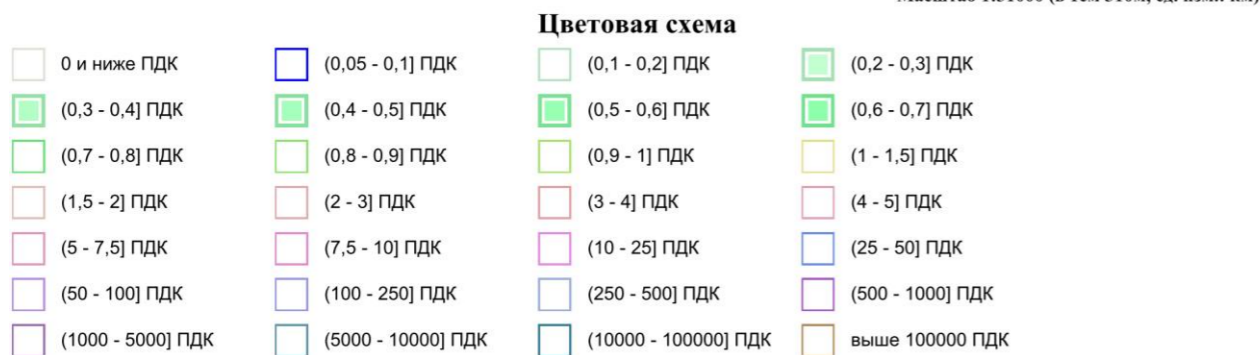 Цветовая схема
0 и ниже ПДК (0,05 - 0,1] ПДК (0,1 - 0,2] ПДК (0,2 - 0,3] ПДК
(0,3 - 0,4] ПДК (0,4 - 0,5] ПДК (0,5 - 0,6] ПДК (0,6 - 0,7] ПДК
(0,7 - 0,8] ПДК (0,8 - 0,9] ПДК (0,9 - 1] ПДК (1 - 1,5] ПДК
(1,5 - 2] ПДК (2 - 3] ПДК (3 - 4] ПДК (4 - 5] ПДК
(5 - 7,5] ПДК (7,5 - 10] ПДК (10 - 25] ПДК (25 - 50] ПДК
(50 - 100] ПДК (100 - 250] ПДК (250 - 500] ПДК (500 - 1000] ПДК
(1000 - 5000] ПДК (5000 - 10000] ПДК (10000 - 100000] ПДК выше 100000 ПДК